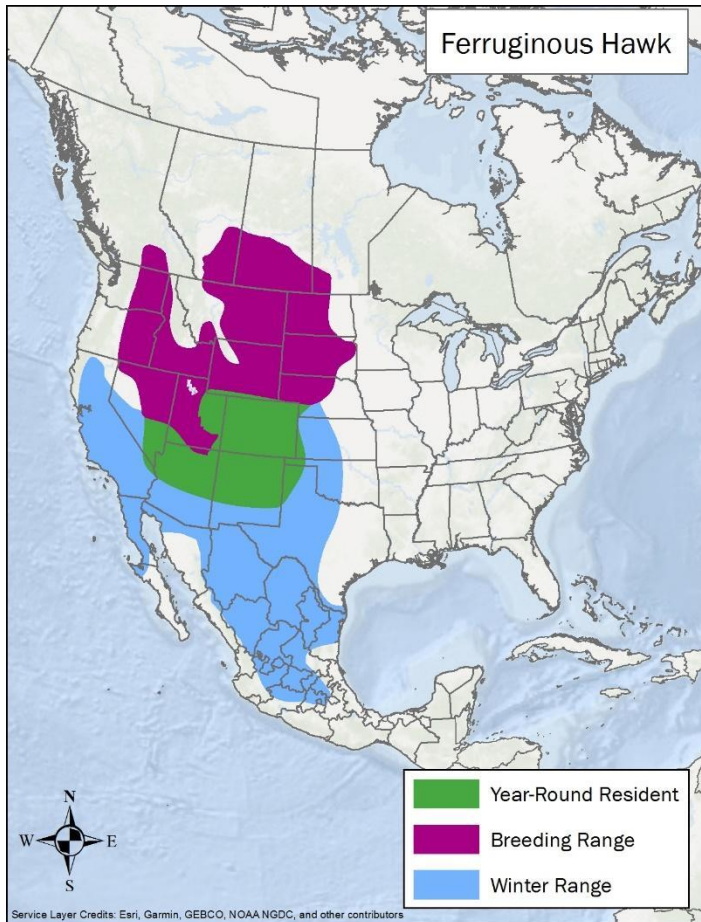 Ferruginous Hawk
N
W E
S
Year-Round Resident
Breeding Range
Winter Range
Service Layer Credits: Esri, Garmin, GEBCO, NOAA NGDC, and other contributors